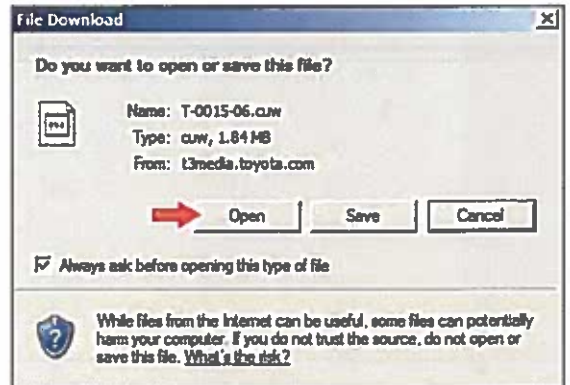 File Download
Do you want to open or save this file?
Name: T-0015-06.cuw
Type: cuw, 1.84 MB
From: t3media.toyota.com
Open Save Cancel
Always ask before opening this type of file
While files from the Internet can be useful, some files can potentially
harm your computer. If you do not trust the source, do not open or
save this file. What's the risk?